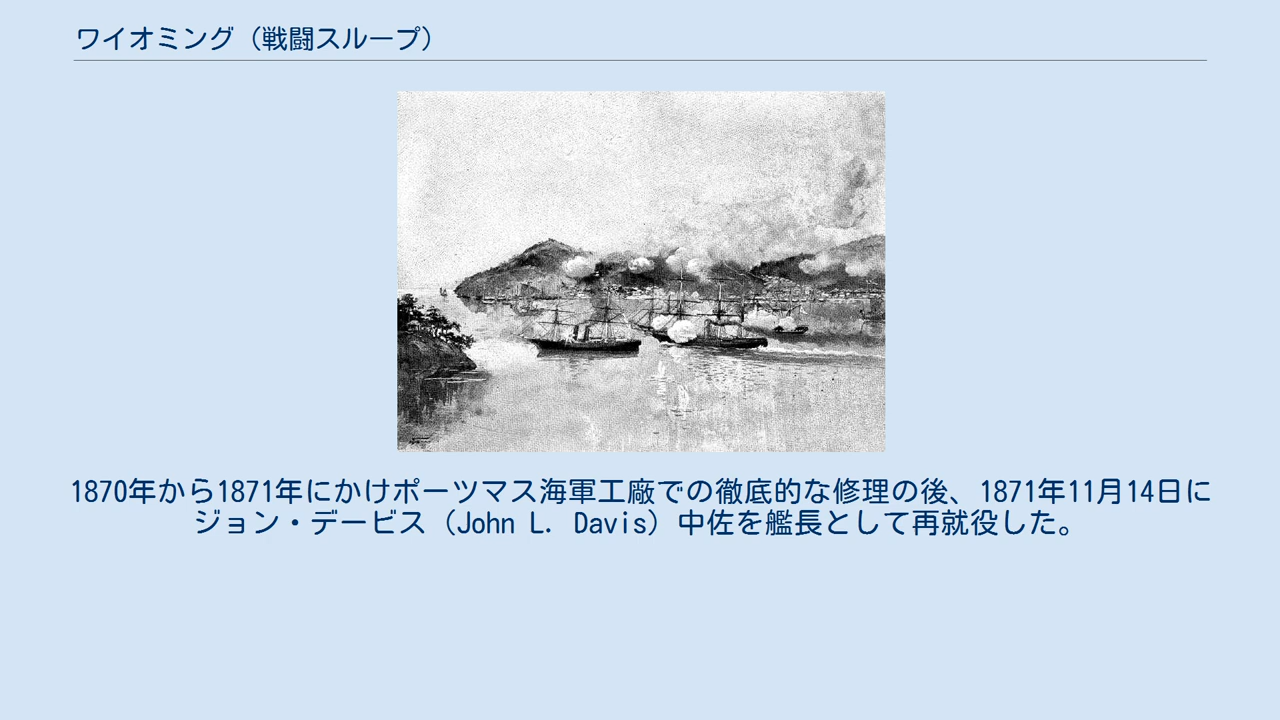 ワイオミング（戦闘スループ）
1870年から1871年にかけポーツマス海軍工廠での徹底的な修理の後、1871年11月14日に
ジョン・デービス（John L. Davis）中佐を艦長として再就役した。